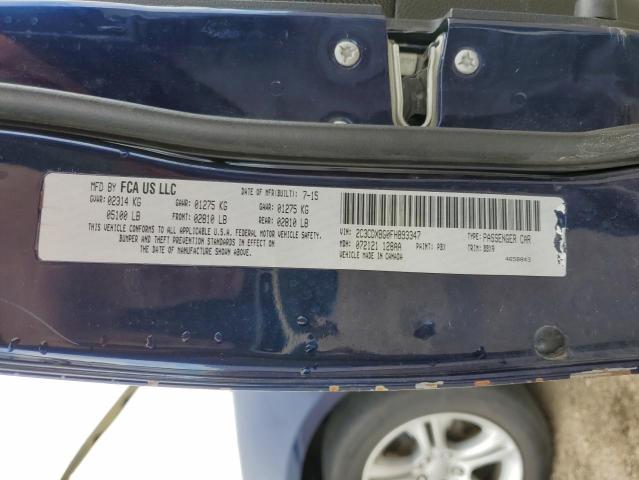 MFD BY FCA US LLC DATE OF MFR(BUILT): 7-15
GVWR: 02314 KG GAWR: 01275 KG GAWR: 01275 KG
05100 LB FRONT: 02810 LB REAR: 02810 LB
THIS VEHICLE CONFORMS TO ALL APPLICABLE U.S.A. FEDERAL MOTOR VEHICLE SAFETY,
BUMPER AND THEFT PREVENTION STANDARDS IN EFFECT ON
THE DATE OF MANUFACTURE SHOWN ABOVE.
VIN: 2C3CDXBG0FH893347 TYPE: PASSENGER CAR
MDH: 072121 128AA PAINT: PBX TRIM: BBX9
VEHICLE MADE IN CANADA 4658843